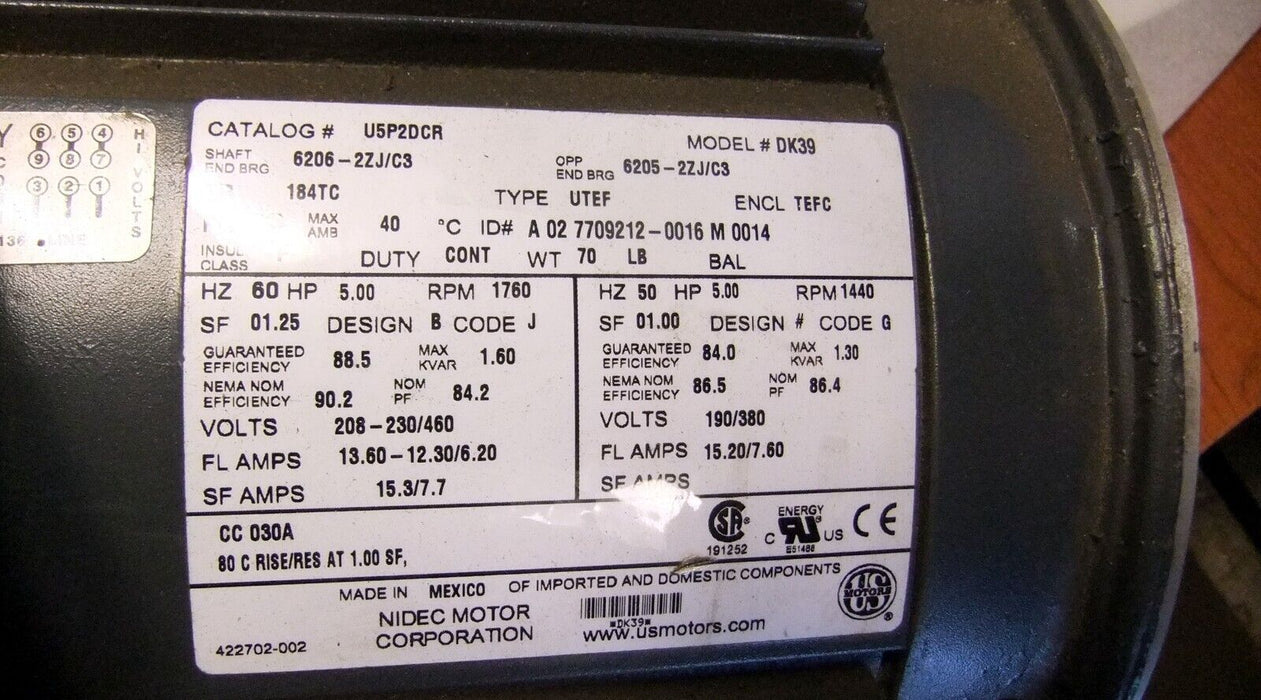 CATALOG # U5P2DCR MODEL # DK39
SHAFT END BRG 6206-2ZJ/C3 OPP END BRG 6205-2ZJ/C3
184TC TYPE UTEF ENCL TEFC
MAX AMB 40 °C ID# A 02 7709212-0016 M 0014
INSUL CLASS DUTY CONT WT 70 LB BAL
HZ 60 HP 5.00 RPM 1760
SF 01.25 DESIGN B CODE J
GUARANTEED EFFICIENCY 88.5 MAX KVAR 1.60
NEMA NOM EFFICIENCY 90.2 NOM PF 84.2
VOLTS 208-230/460
FL AMPS 13.60-12.30/6.20
SF AMPS 15.3/7.7
HZ 50 HP 5.00 RPM 1440
SF 01.00 DESIGN # CODE G
GUARANTEED EFFICIENCY 84.0 MAX KVAR 1.30
NEMA NOM EFFICIENCY 86.5 NOM PF 86.4
VOLTS 190/380
FL AMPS 15.20/7.60
SF AMPS
CC 030A
80 C RISE/RES AT 1.00 SF,
SA ®
191252
ENERGY
C UR ® US
E51488
CE
MADE IN MEXICO OF IMPORTED AND DOMESTIC COMPONENTS
NIDEC MOTOR CORPORATION
*DK39*
www.usmotors.com
422702-002
US MOTORS ®
6 5 4
9 8 7
3 2 1
LINE
HI VOLTS